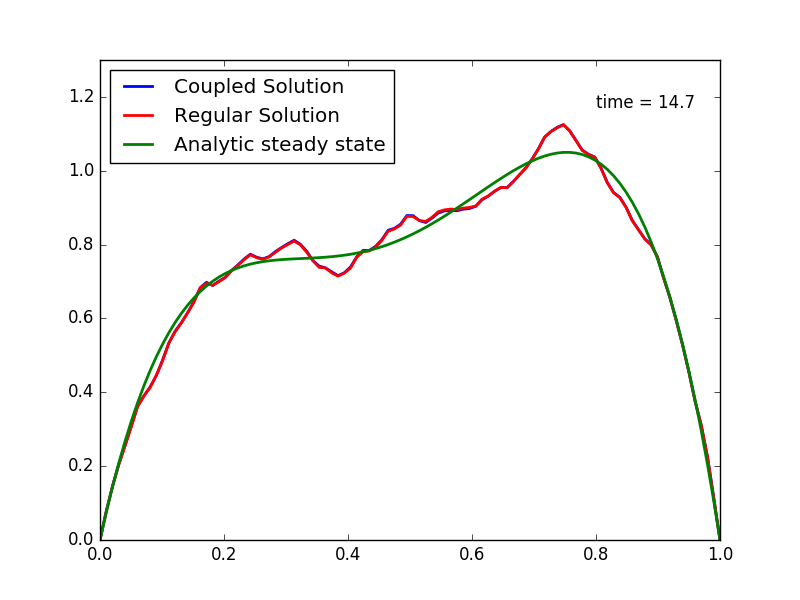 Coupled Solution
Regular Solution
Analytic steady state
time = 14.7
1.2
1.0
0.8
0.6
0.4
0.2
0.0
0.0 0.2 0.4 0.6 0.8 1.0